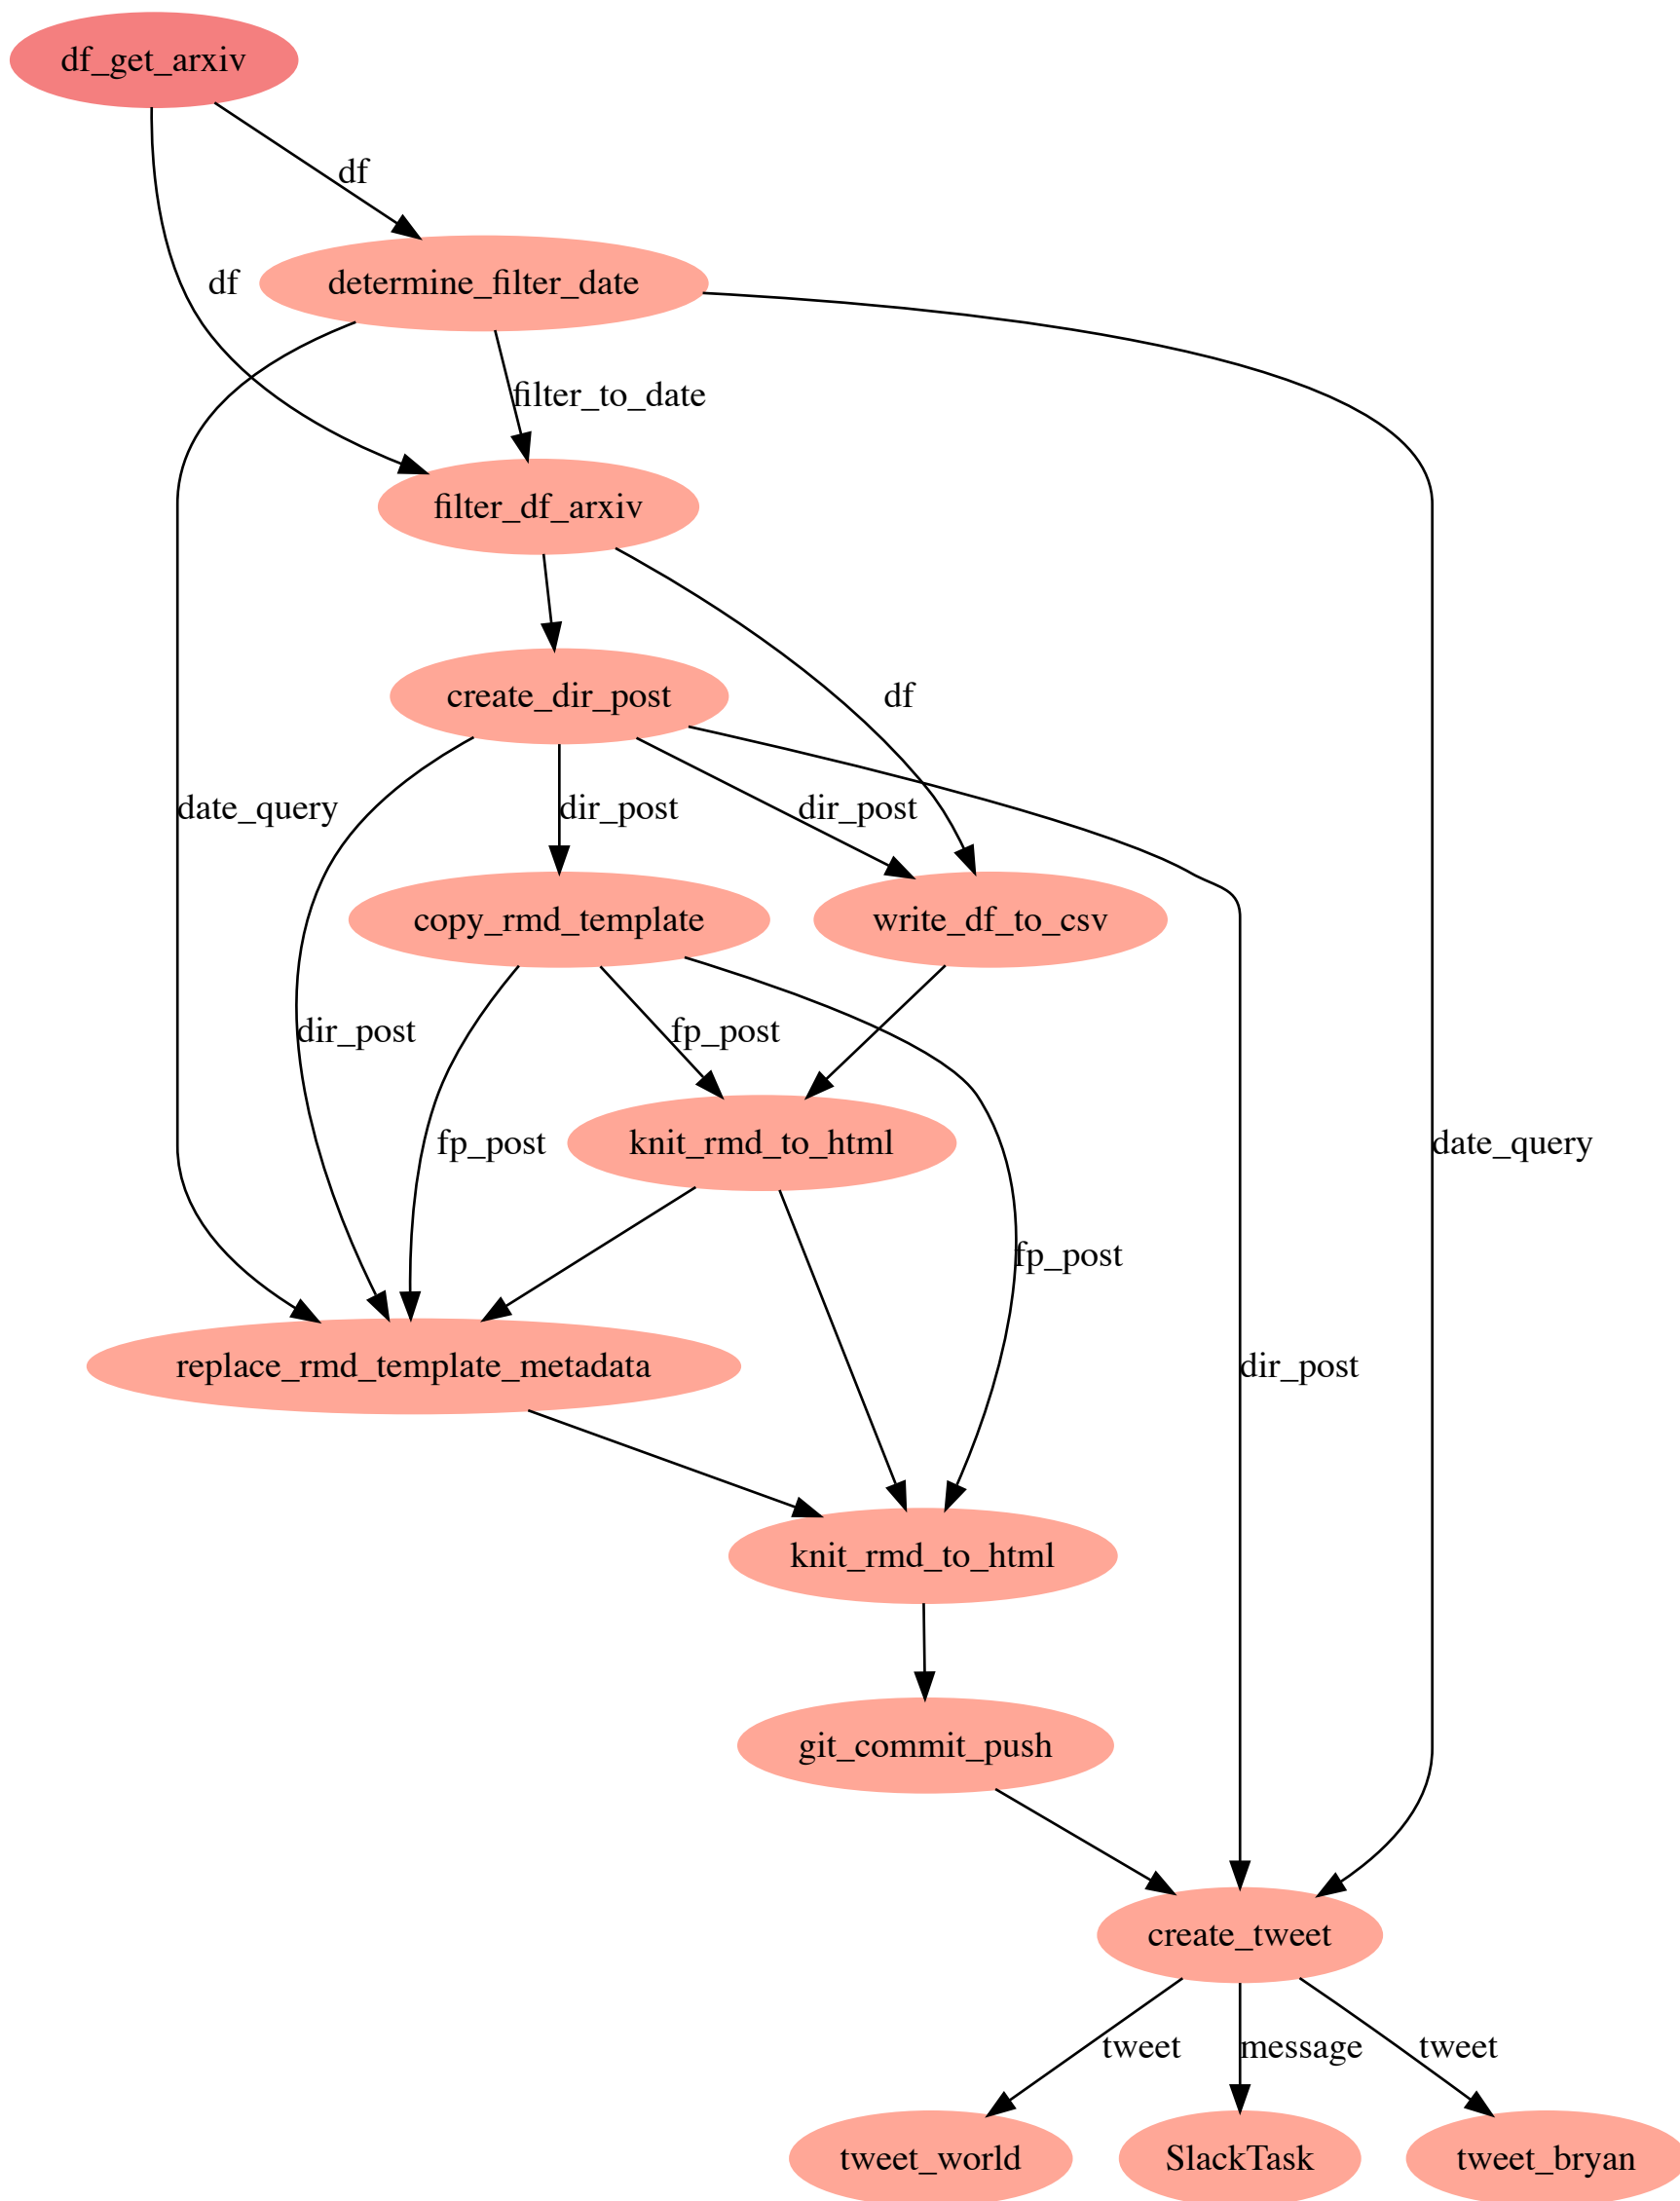 df_get_arxiv
df
determine_filter_date
df
filter_to_date
filter_df_arxiv
create_dir_post
df
date_query
dir_post
dir_post
copy_rmd_template
write_df_to_csv
dir_post
fp_post
fp_post
knit_rmd_to_html
date_query
fp_post
replace_rmd_template_metadata
dir_post
knit_rmd_to_html
git_commit_push
create_tweet
tweet
message
tweet
tweet_world
SlackTask
tweet_bryan